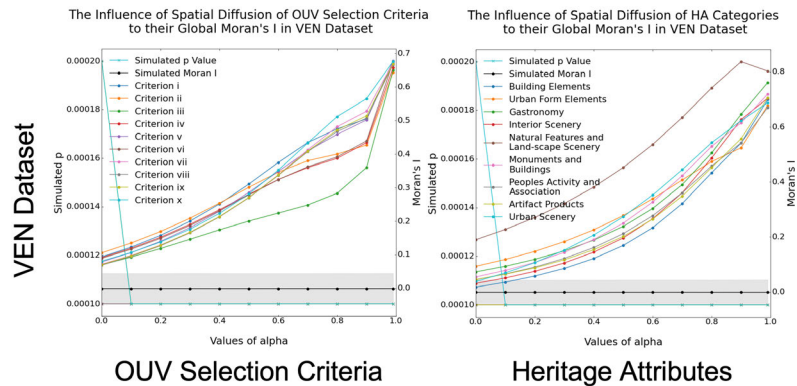 The Influence of Spatial Diffusion of OUV Selection Criteria
to their Global Moran's I in VEN Dataset
0.00020
0.00018
0.00016
0.00014
0.00012
0.00010
Simulated p
Simulated p Value
Simulated Moran I
Criterion i
Criterion ii
Criterion iii
Criterion iv
Criterion v
Criterion vi
Criterion vii
Criterion viii
Criterion ix
Criterion x
0.7
0.6
0.5
0.4
0.3
0.2
0.1
0.0
Moran's I
0.0 0.2 0.4 0.6 0.8 1.0
Values of alpha
The Influence of Spatial Diffusion of HA Categories
to their Global Moran's I in VEN Dataset
0.00020
0.00018
0.00016
0.00014
0.00012
0.00010
Simulated p
Simulated p Value
Simulated Moran I
Building Elements
Urban Form Elements
Gastronomy
Interior Scenery
Natural Features and
Land-scape Scenery
Monuments and
Buildings
Peoples Activity and
Association
Artifact Products
Urban Scenery
0.8
0.6
0.4
0.2
0.0
Moran's I
0.0 0.2 0.4 0.6 0.8 1.0
Values of alpha
VEN Dataset
OUV Selection Criteria
Heritage Attributes